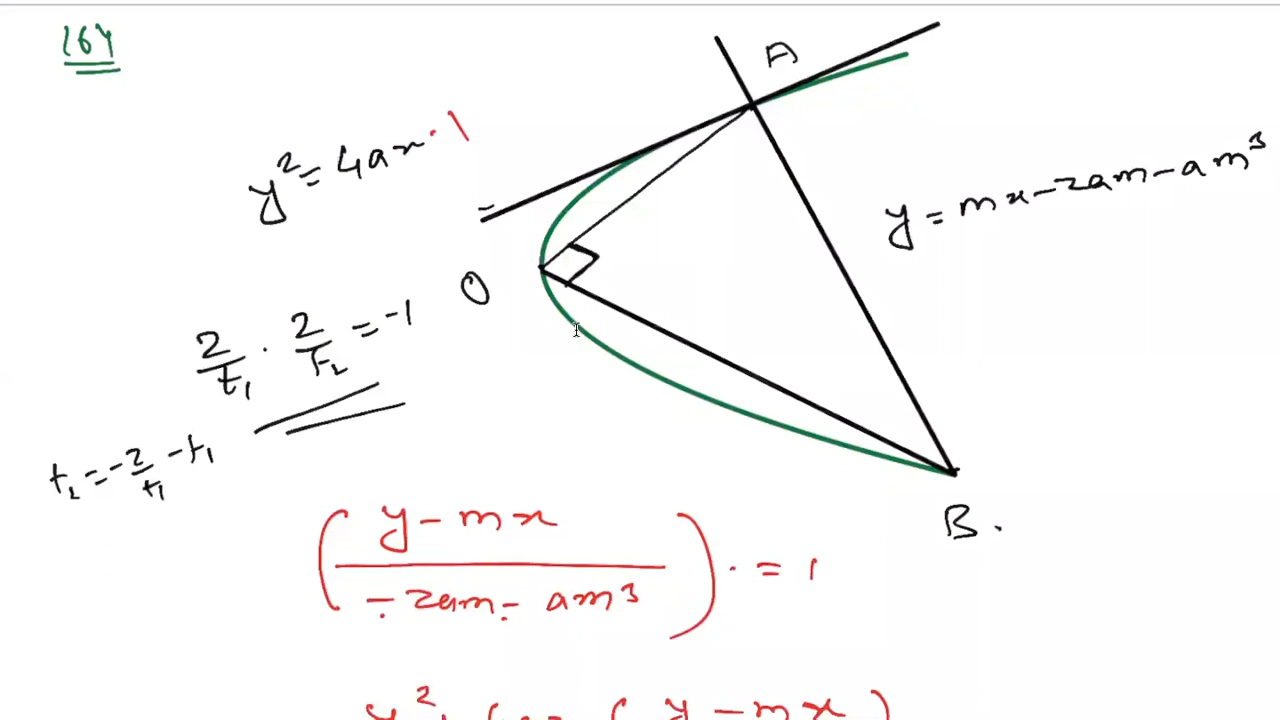 164
A
y² = 4ax · 1
y = mx - 2am - am³
O
2/t₁ · 2/t₂ = -1
t₂ = -2/t₁ - t₁
B.
( (y - mx) / (-2am - am³) ) · = 1
( y - mx )